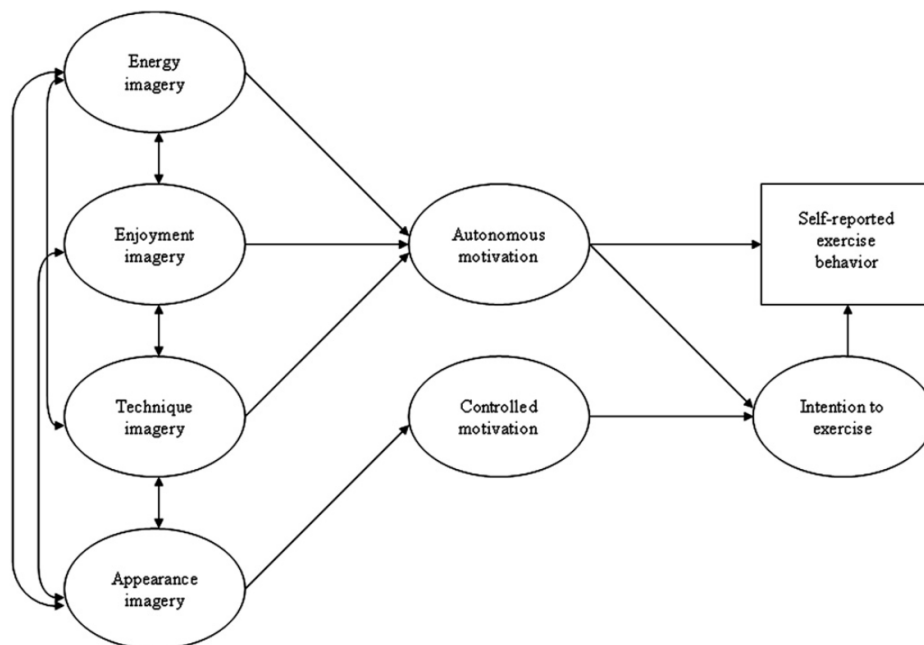 Energy
imagery
Enjoyment
imagery
Autonomous
motivation
Self-reported
exercise
behavior
Technique
imagery
Controlled
motivation
Intention to
exercise
Appearance
imagery